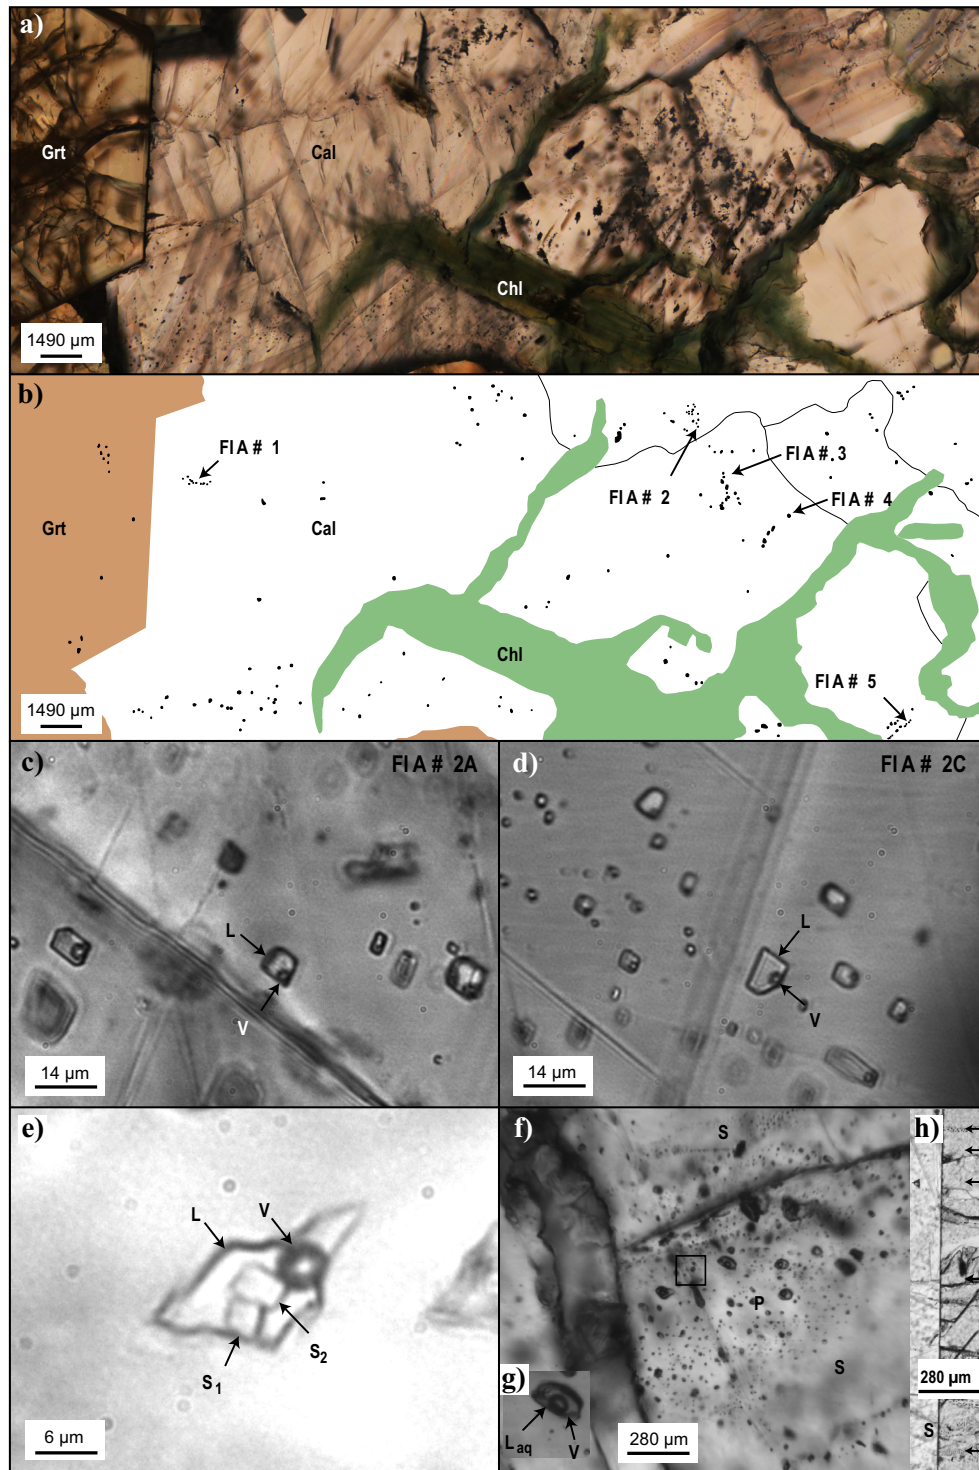 a)
Grt
Cal
Chl
1490 µm
b)
FIA # 1
FIA # 2
FIA #. 3
FIA # 4
Grt
Cal
Chl
FIA # 5
1490 µm
c)
FIA # 2A
L
V
14 µm
d)
FIA # 2C
L
V
14 µm
e)
L
V
S1
S2
6 µm
f)
S
P
S
g)
Laq
V
280 µm
h)
280 µm
S